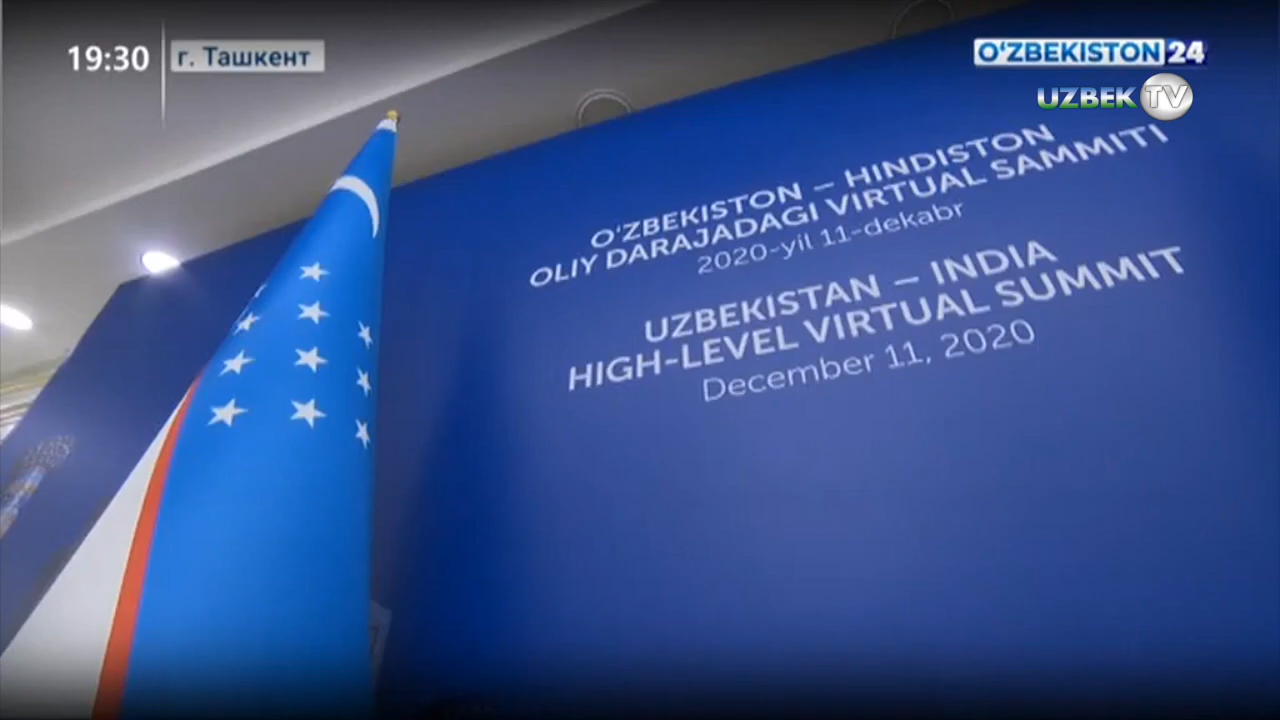 19:30
г. Ташкент
O‘ZBEKISTON 24
UZBEK TV
O‘ZBEKISTON – HINDISTON
OLIY DARAJADAGI VIRTUAL SAMMITI
2020-yil 11-dekabr
UZBEKISTAN – INDIA
HIGH-LEVEL VIRTUAL SUMMIT
December 11, 2020